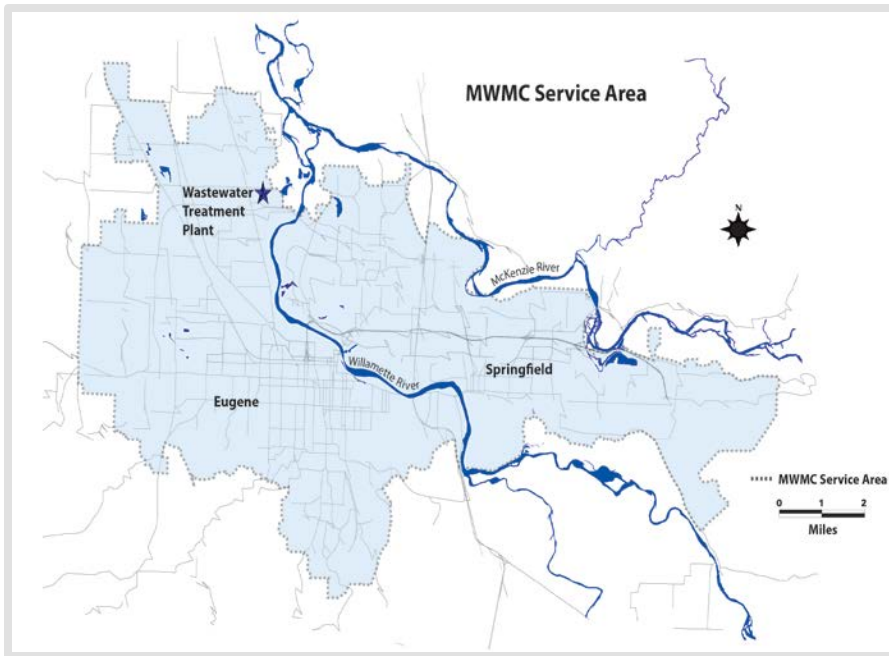 MWMC Service Area
Wastewater
Treatment
Plant
N
McKenzie River
Willamette River
Springfield
Eugene
MWMC Service Area
0 1 2
Miles